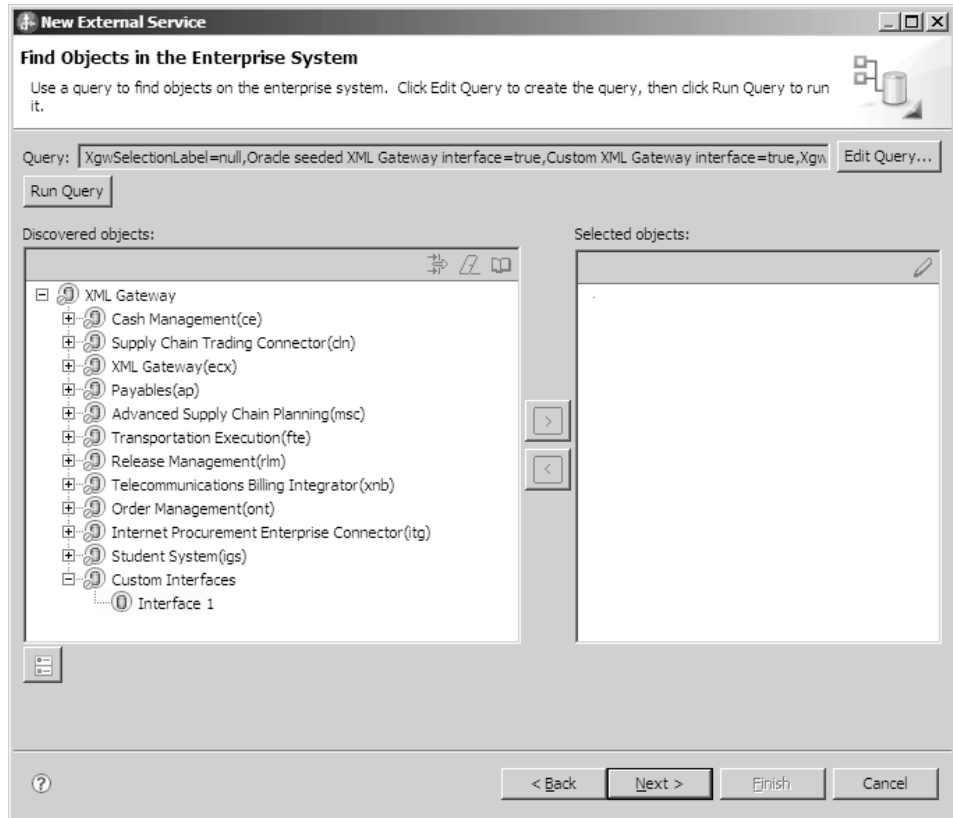 New External Service
Find Objects in the Enterprise System
Use a query to find objects on the enterprise system. Click Edit Query to create the query, then click Run Query to run
it.
Query: XgwSelectionLabel=null,Oracle seeded XML Gateway interface=true,Custom XML Gateway interface=true,Xgw Edit Query...
Run Query
Discovered objects:
Selected objects:
XML Gateway
Cash Management(ce)
Supply Chain Trading Connector(cln)
XML Gateway(ecx)
Payables(ap)
Advanced Supply Chain Planning(msc)
Transportation Execution(fte)
Release Management(rlm)
Telecommunications Billing Integrator(xnb)
Order Management(ont)
Internet Procurement Enterprise Connector(itg)
Student System(igs)
Custom Interfaces
Interface 1
>
<
? < Back Next > Finish Cancel